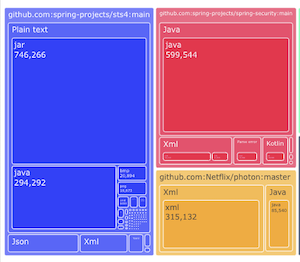 github.com:spring-projects/sts4:main
Plain text
jar
746,266
java
294,292
bmp
Json
Xml
github.com:spring-projects/spring-security:main
Java
java
599,544
Xml
Kotlin
github.com:Netflix/photon:master
Xml
xml
315,132
Java
java